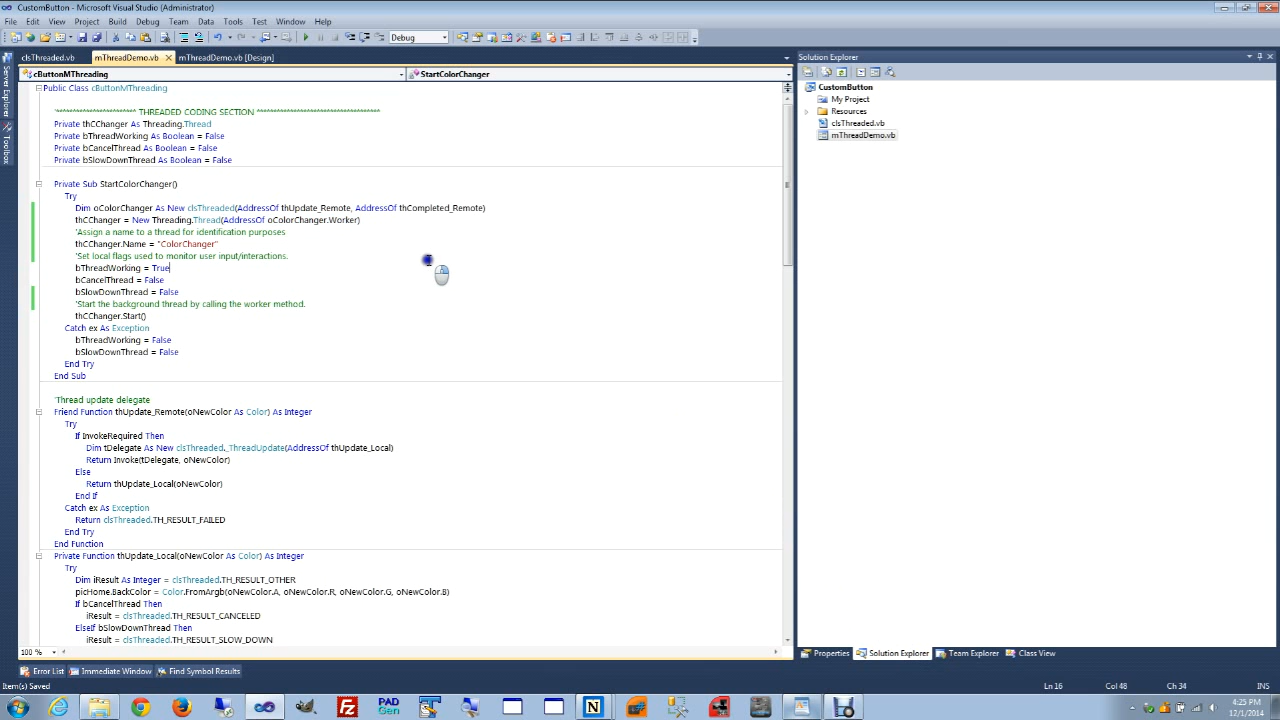 CustomButton - Microsoft Visual Studio (Administrator)
File Edit View Project Build Debug Team Data Tools Test Window Help
Debug
clsThreaded.vb mThreadDemo.vb mThreadDemo.vb [Design]
cButtonMThreading StartColorChanger
Public Class cButtonMThreading
'************************ THREADED CODING SECTION *************************************
Private thCChanger As Threading.Thread
Private bThreadWorking As Boolean = False
Private bCancelThread As Boolean = False
Private bSlowDownThread As Boolean = False
Private Sub StartColorChanger()
Try
Dim oColorChanger As New clsThreaded(AddressOf thUpdate_Remote, AddressOf thCompleted_Remote)
thCChanger = New Threading.Thread(AddressOf oColorChanger.Worker)
'Assign a name to a thread for identification purposes
thCChanger.Name = "ColorChanger"
'Set local flags used to monitor user input/interactions.
bThreadWorking = True
bCancelThread = False
bSlowDownThread = False
'Start the background thread by calling the worker method.
thCChanger.Start()
Catch ex As Exception
bThreadWorking = False
bSlowDownThread = False
End Try
End Sub
'Thread update delegate
Friend Function thUpdate_Remote(oNewColor As Color) As Integer
Try
If InvokeRequired Then
Dim tDelegate As New clsThreaded._ThreadUpdate(AddressOf thUpdate_Local)
Return Invoke(tDelegate, oNewColor)
Else
Return thUpdate_Local(oNewColor)
End If
Catch ex As Exception
Return clsThreaded.TH_RESULT_FAILED
End Try
End Function
Private Function thUpdate_Local(oNewColor As Color) As Integer
Try
Dim iResult As Integer = clsThreaded.TH_RESULT_OTHER
picHome.BackColor = Color.FromArgb(oNewColor.A, oNewColor.R, oNewColor.G, oNewColor.B)
If bCancelThread Then
iResult = clsThreaded.TH_RESULT_CANCELED
ElseIf bSlowDownThread Then
iResult = clsThreaded.TH_RESULT_SLOW_DOWN
100 %
Server Explorer
Toolbox
Solution Explorer
CustomButton
My Project
Resources
clsThreaded.vb
mThreadDemo.vb
Properties Solution Explorer Team Explorer Class View
Error List Immediate Window Find Symbol Results
Item(s) Saved Ln 16 Col 48 Ch 34 INS
PAD Gen
N
4:25 PM
12/1/2014